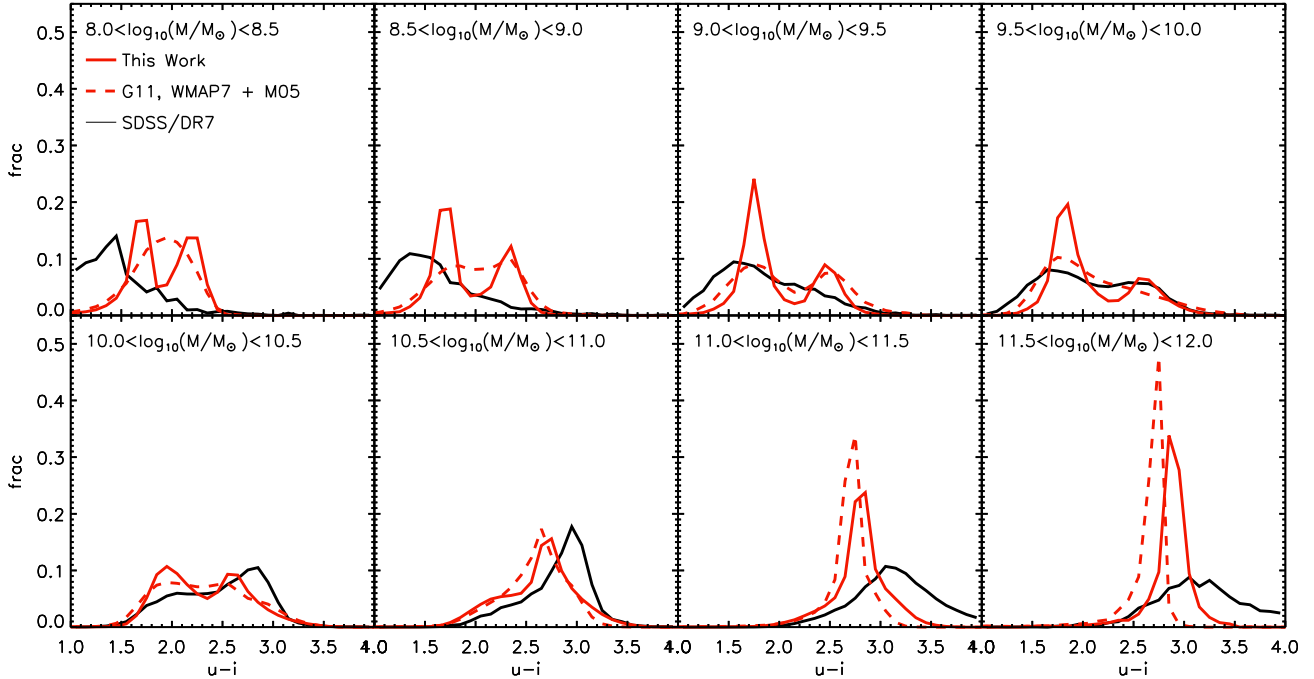 8.0<log₁₀(M/M☉)<8.5
8.5<log₁₀(M/M☉)<9.0
9.0<log₁₀(M/M☉)<9.5
9.5<log₁₀(M/M☉)<10.0
This Work
G11, WMAP7 + M05
SDSS/DR7
frac
0.5
0.4
0.3
0.2
0.1
0.0
10.0<log₁₀(M/M☉)<10.5
10.5<log₁₀(M/M☉)<11.0
11.0<log₁₀(M/M☉)<11.5
11.5<log₁₀(M/M☉)<12.0
frac
0.5
0.4
0.3
0.2
0.1
0.0
1.0 1.5 2.0 2.5 3.0 3.5 1.5 2.0 2.5 3.0 3.5 1.5 2.0 2.5 3.0 3.5 4.0 1.5 2.0 2.5 3.0 3.5 4.0
u-i u-i u-i u-i